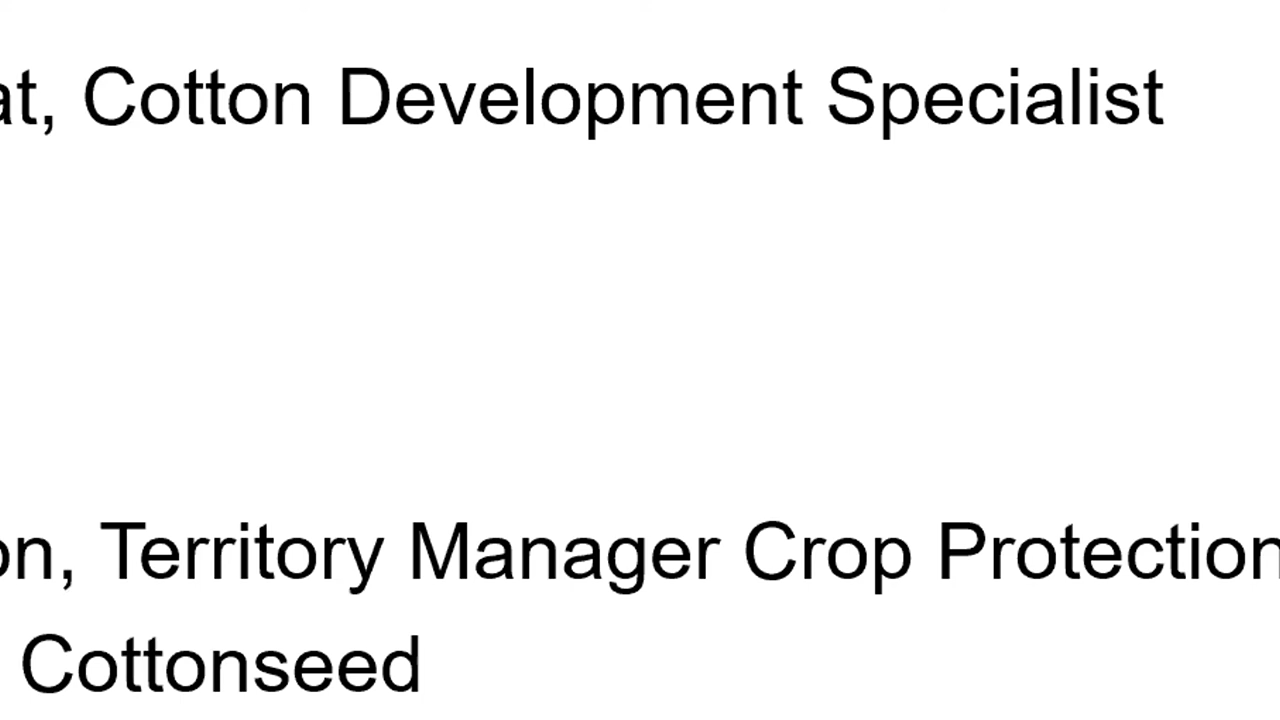 at, Cotton Development Specialist
on, Territory Manager Crop Protection
Cottonseed